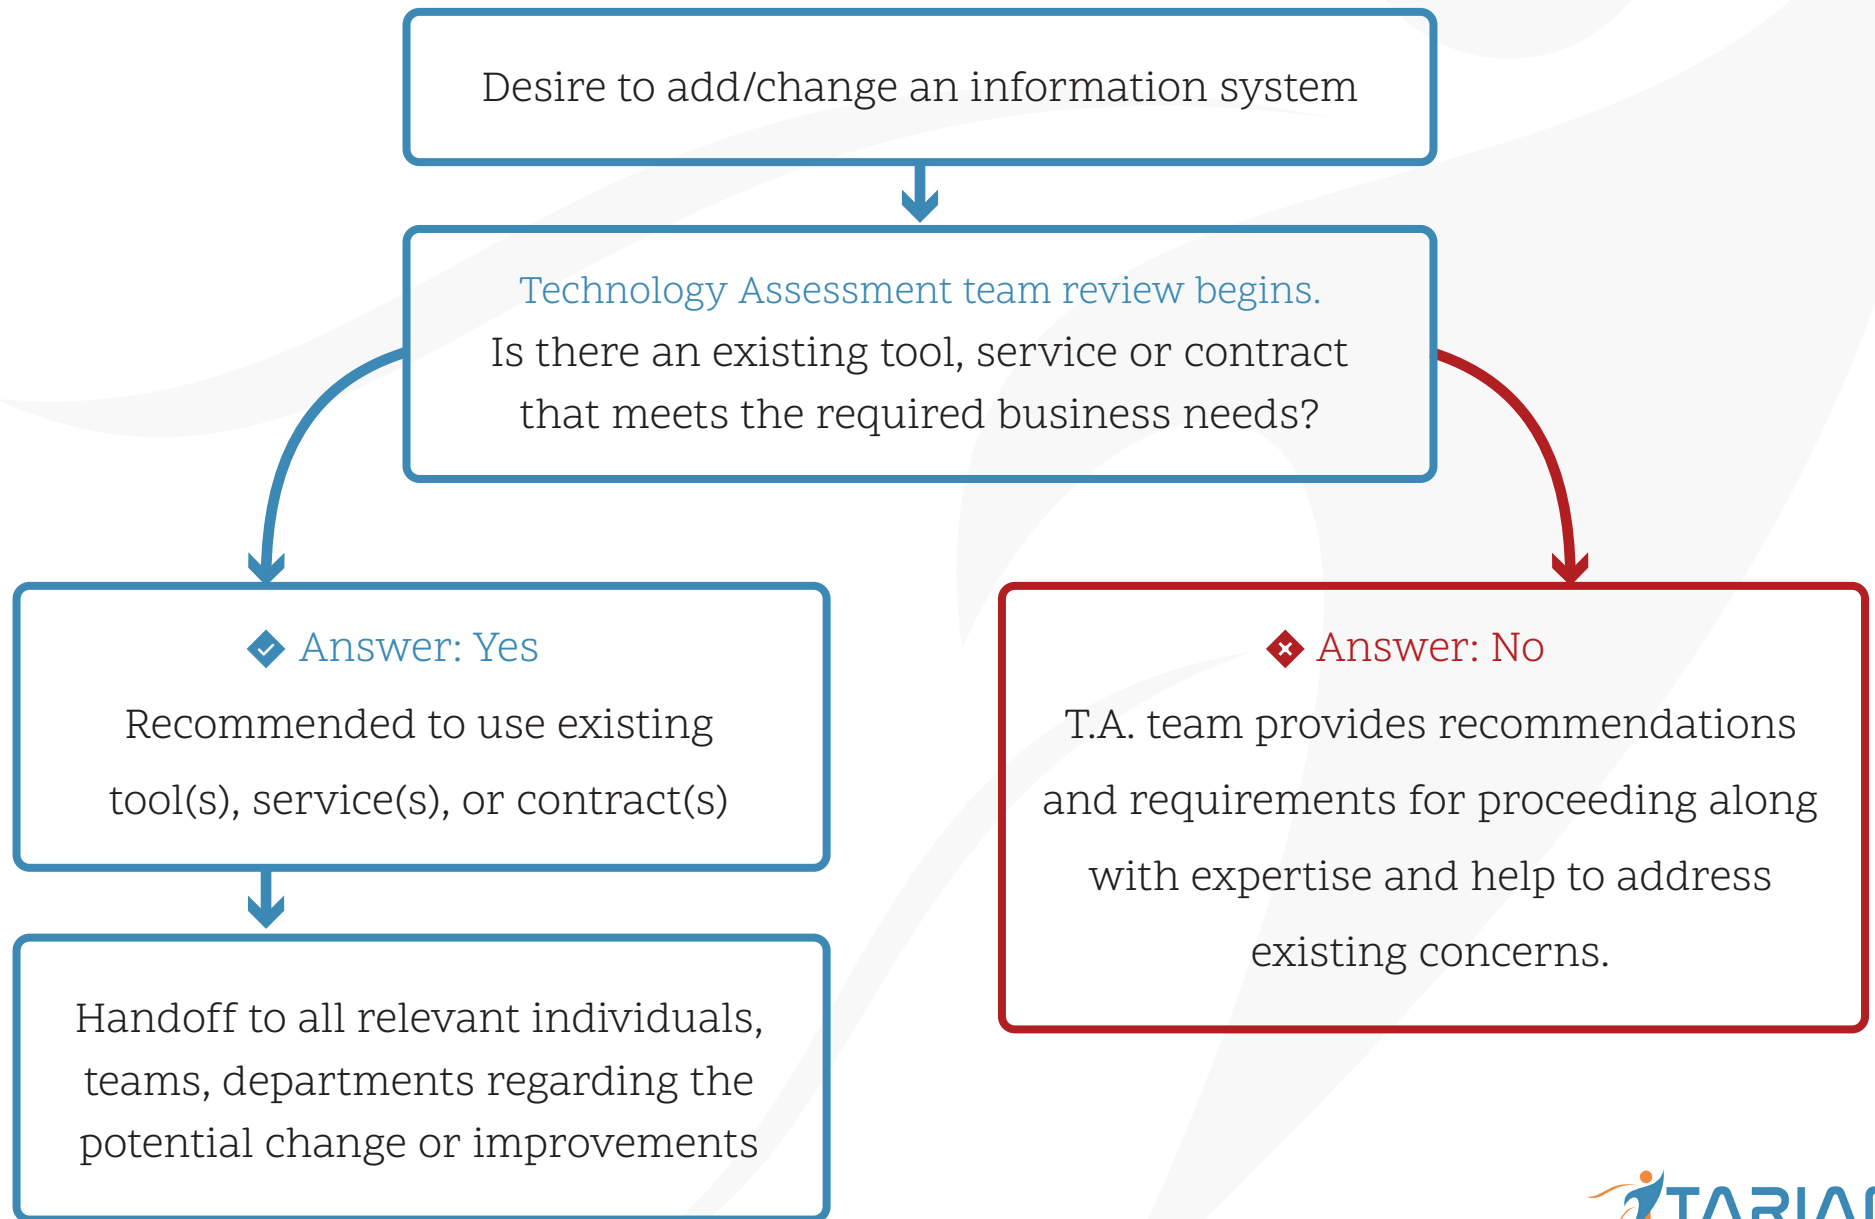 Desire to add/change an information system
Technology Assessment team review begins.
Is there an existing tool, service or contract
that meets the required business needs?
Answer: Yes
Recommended to use existing
tool(s), service(s), or contract(s)
Handoff to all relevant individuals,
teams, departments regarding the
potential change or improvements
Answer: No
T.A. team provides recommendations
and requirements for proceeding along
with expertise and help to address
existing concerns.